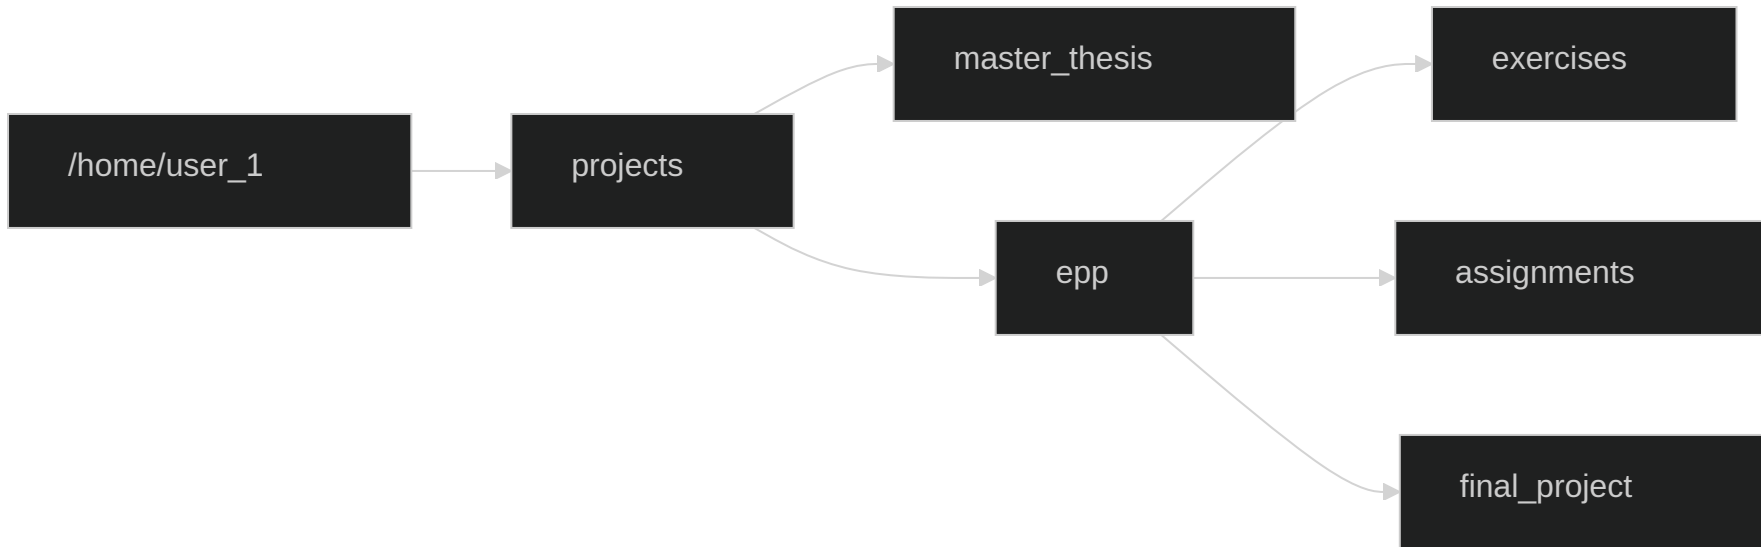 /home/user_1
projects
master_thesis
epp
exercises
assignments
final_project